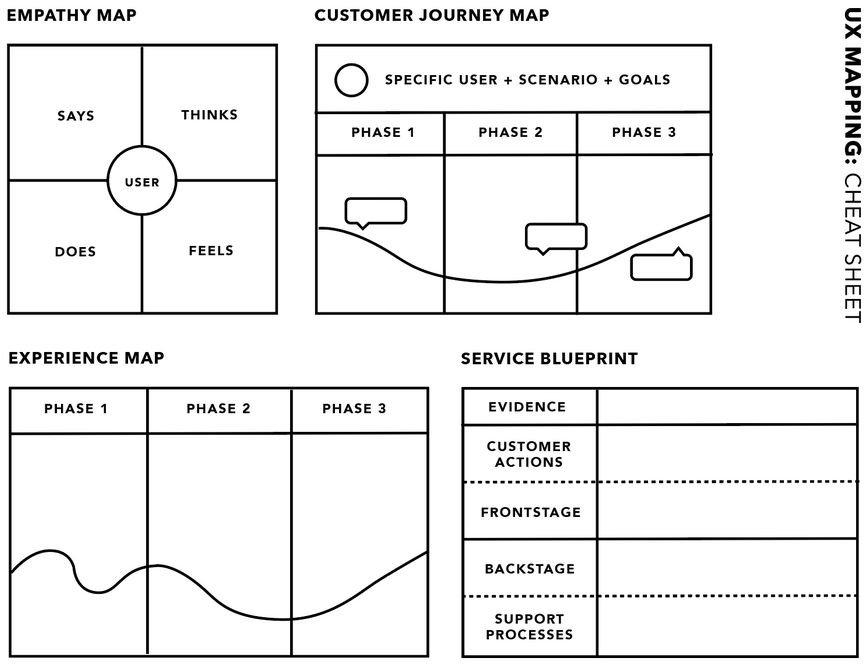 EMPATHY MAP
SAYS
THINKS
USER
DOES
FEELS
CUSTOMER JOURNEY MAP
SPECIFIC USER + SCENARIO + GOALS
PHASE 1
PHASE 2
PHASE 3
UX MAPPING: CHEAT SHEET
EXPERIENCE MAP
PHASE 1
PHASE 2
PHASE 3
SERVICE BLUEPRINT
EVIDENCE
CUSTOMER
ACTIONS
FRONTSTAGE
BACKSTAGE
SUPPORT
PROCESSES